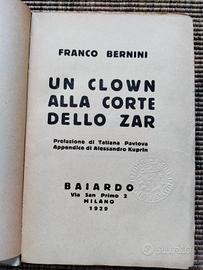 FRANCO BERNINI
UN CLOWN
ALLA CORTE
DELLO ZAR
Prefazione di Tatiana Pavlova
Appendice di Alessandro Kuprin
BAIARDO
Via San Primo 2
MILANO
1929
subito